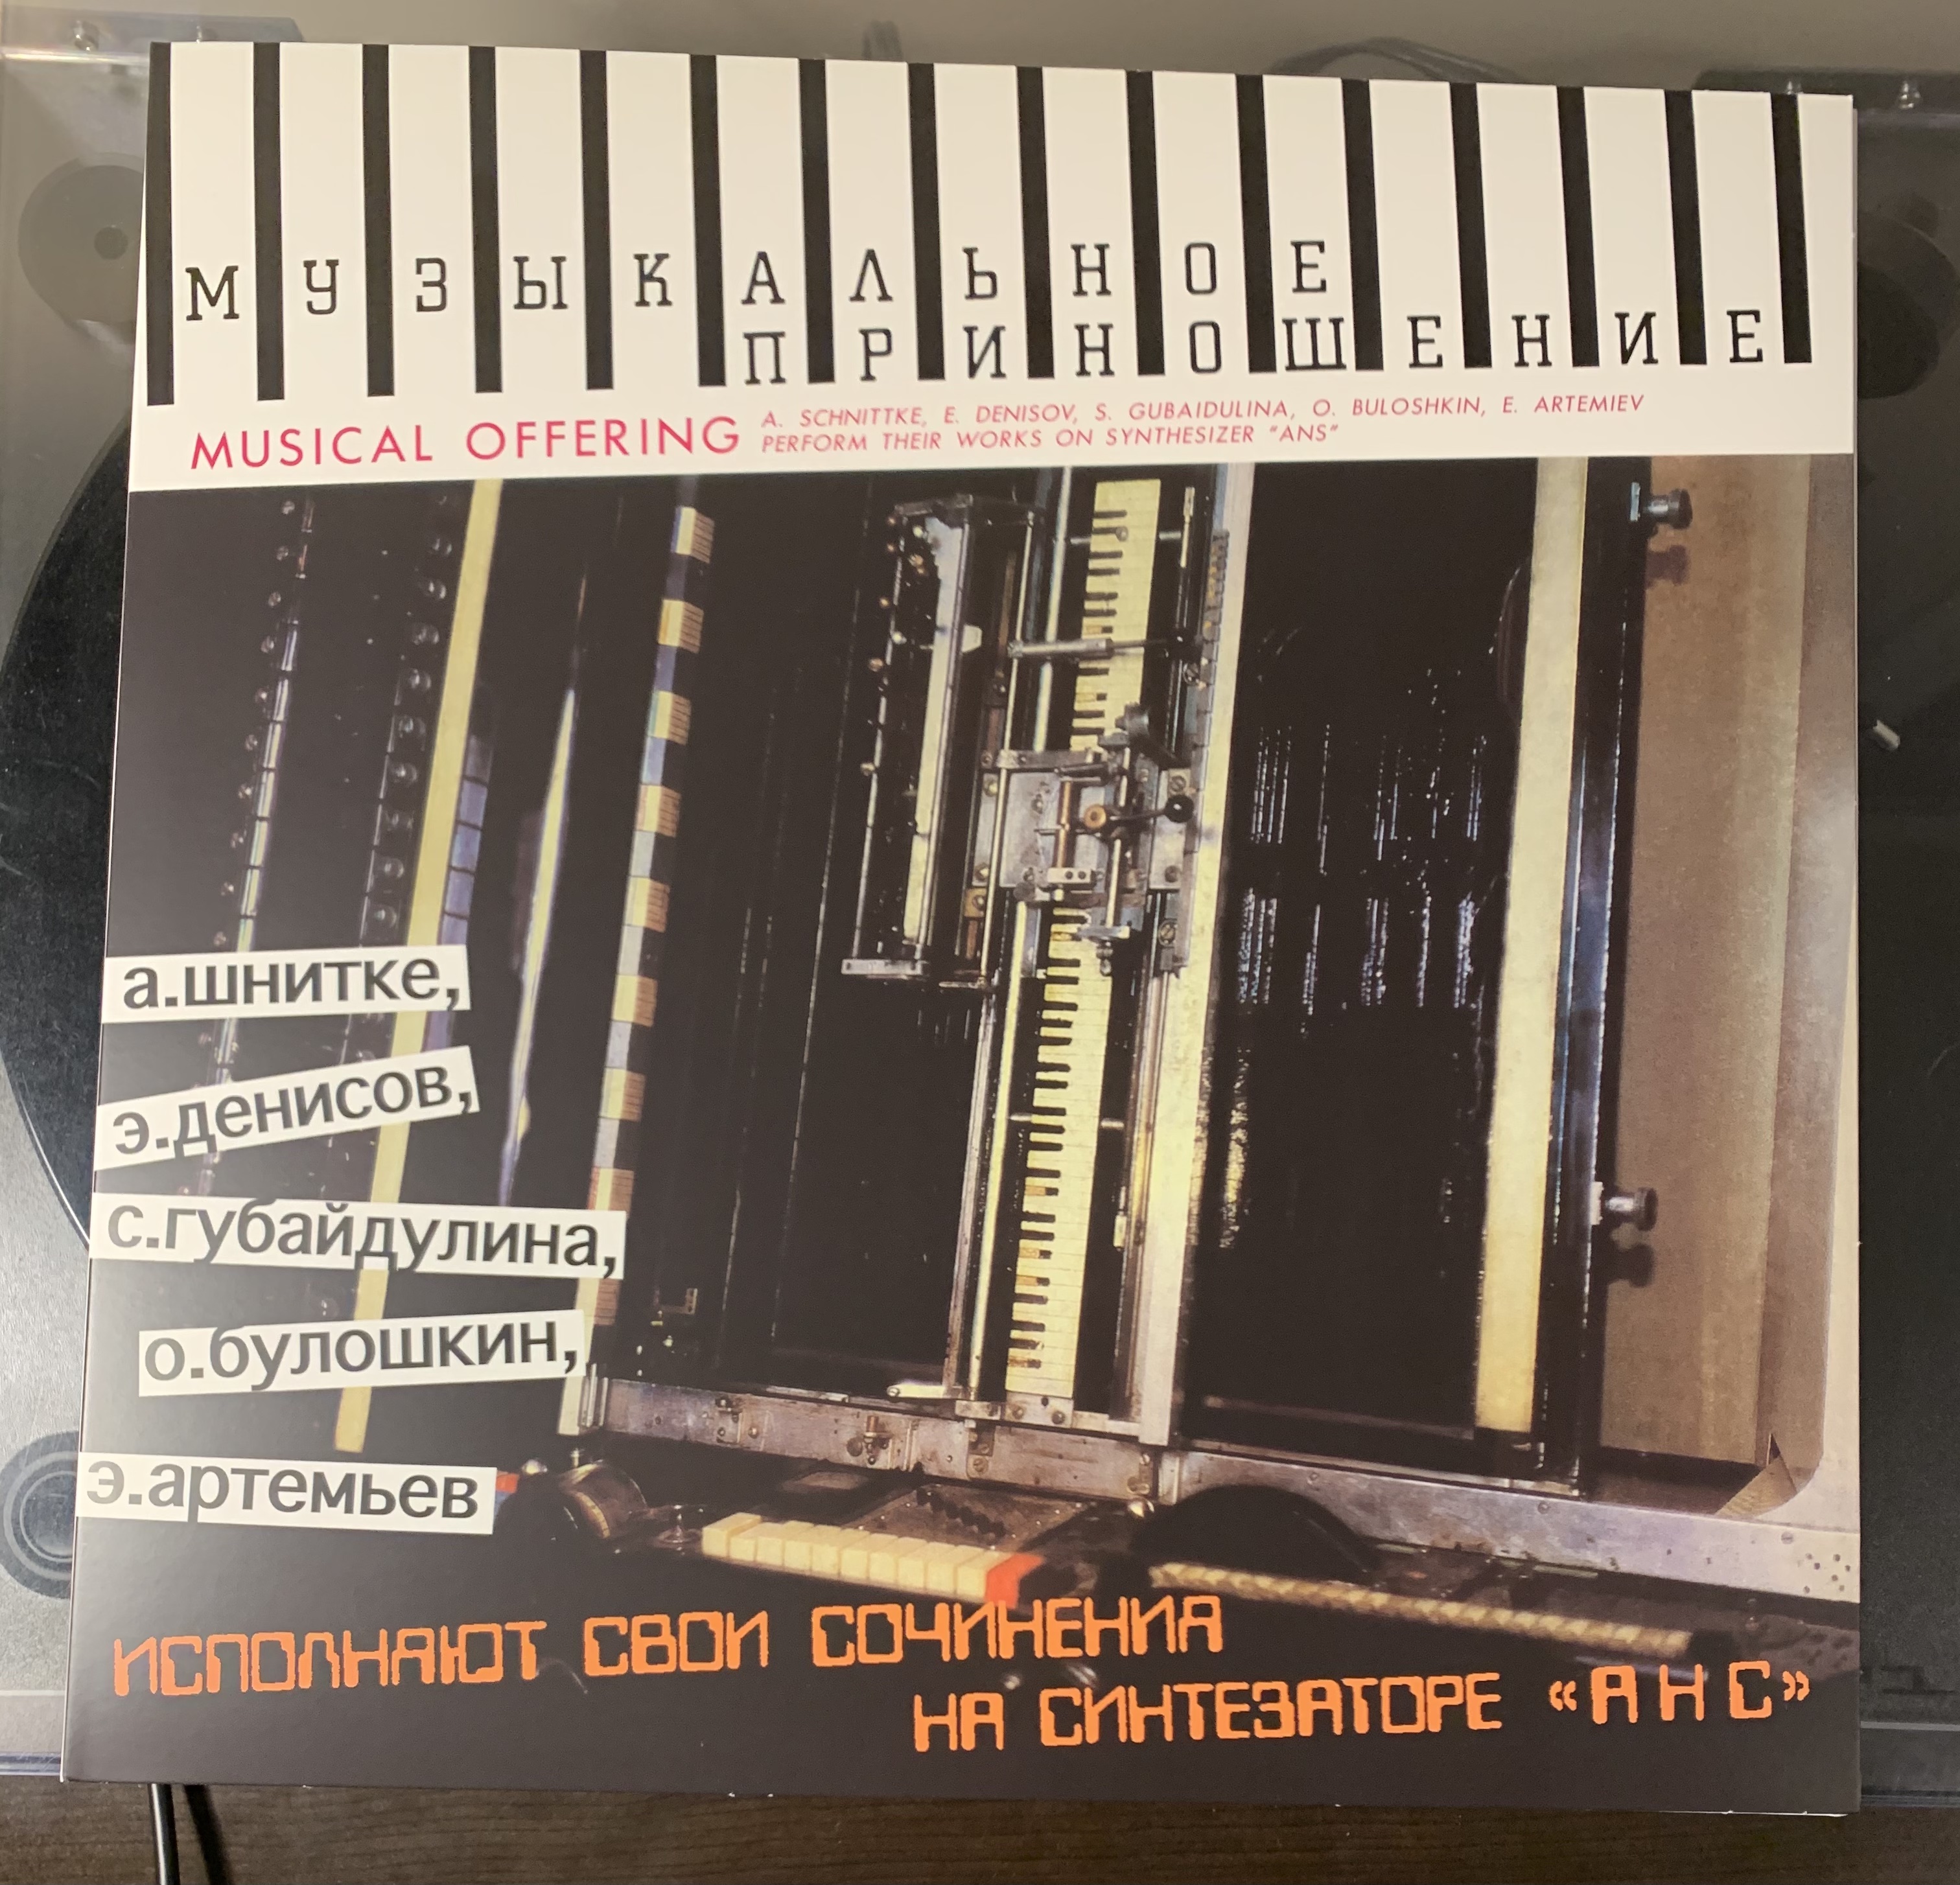 МУЗЫКАЛЬНОЕ
ПРИНОШЕНИЕ
MUSICAL OFFERING
A. SCHNITTKE, E. DENISOV, S. GUBAIDULINA, O. BULOSHKIN, E. ARTEMIEV
PERFORM THEIR WORKS ON SYNTHESIZER "ANS"
а.шнитке,
э.денисов,
с.губайдулина,
о.булошкин,
э.артемьев
ИСПОЛНЯЮТ СВОИ СОЧИНЕНИЯ
НА СИНТЕЗАТОРЕ «АНС»